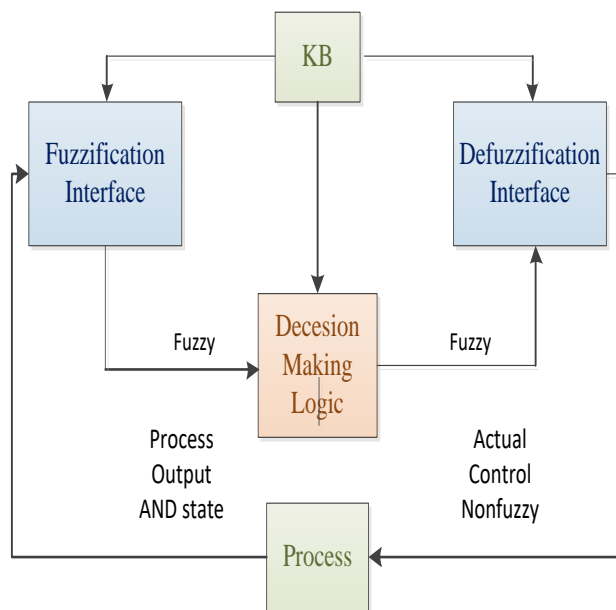 KB
Fuzzification
Interface
Defuzzification
Interface
Fuzzy
Decesion
Making
Logic
Fuzzy
Process
Output
AND state
Actual
Control
Nonfuzzy
Process